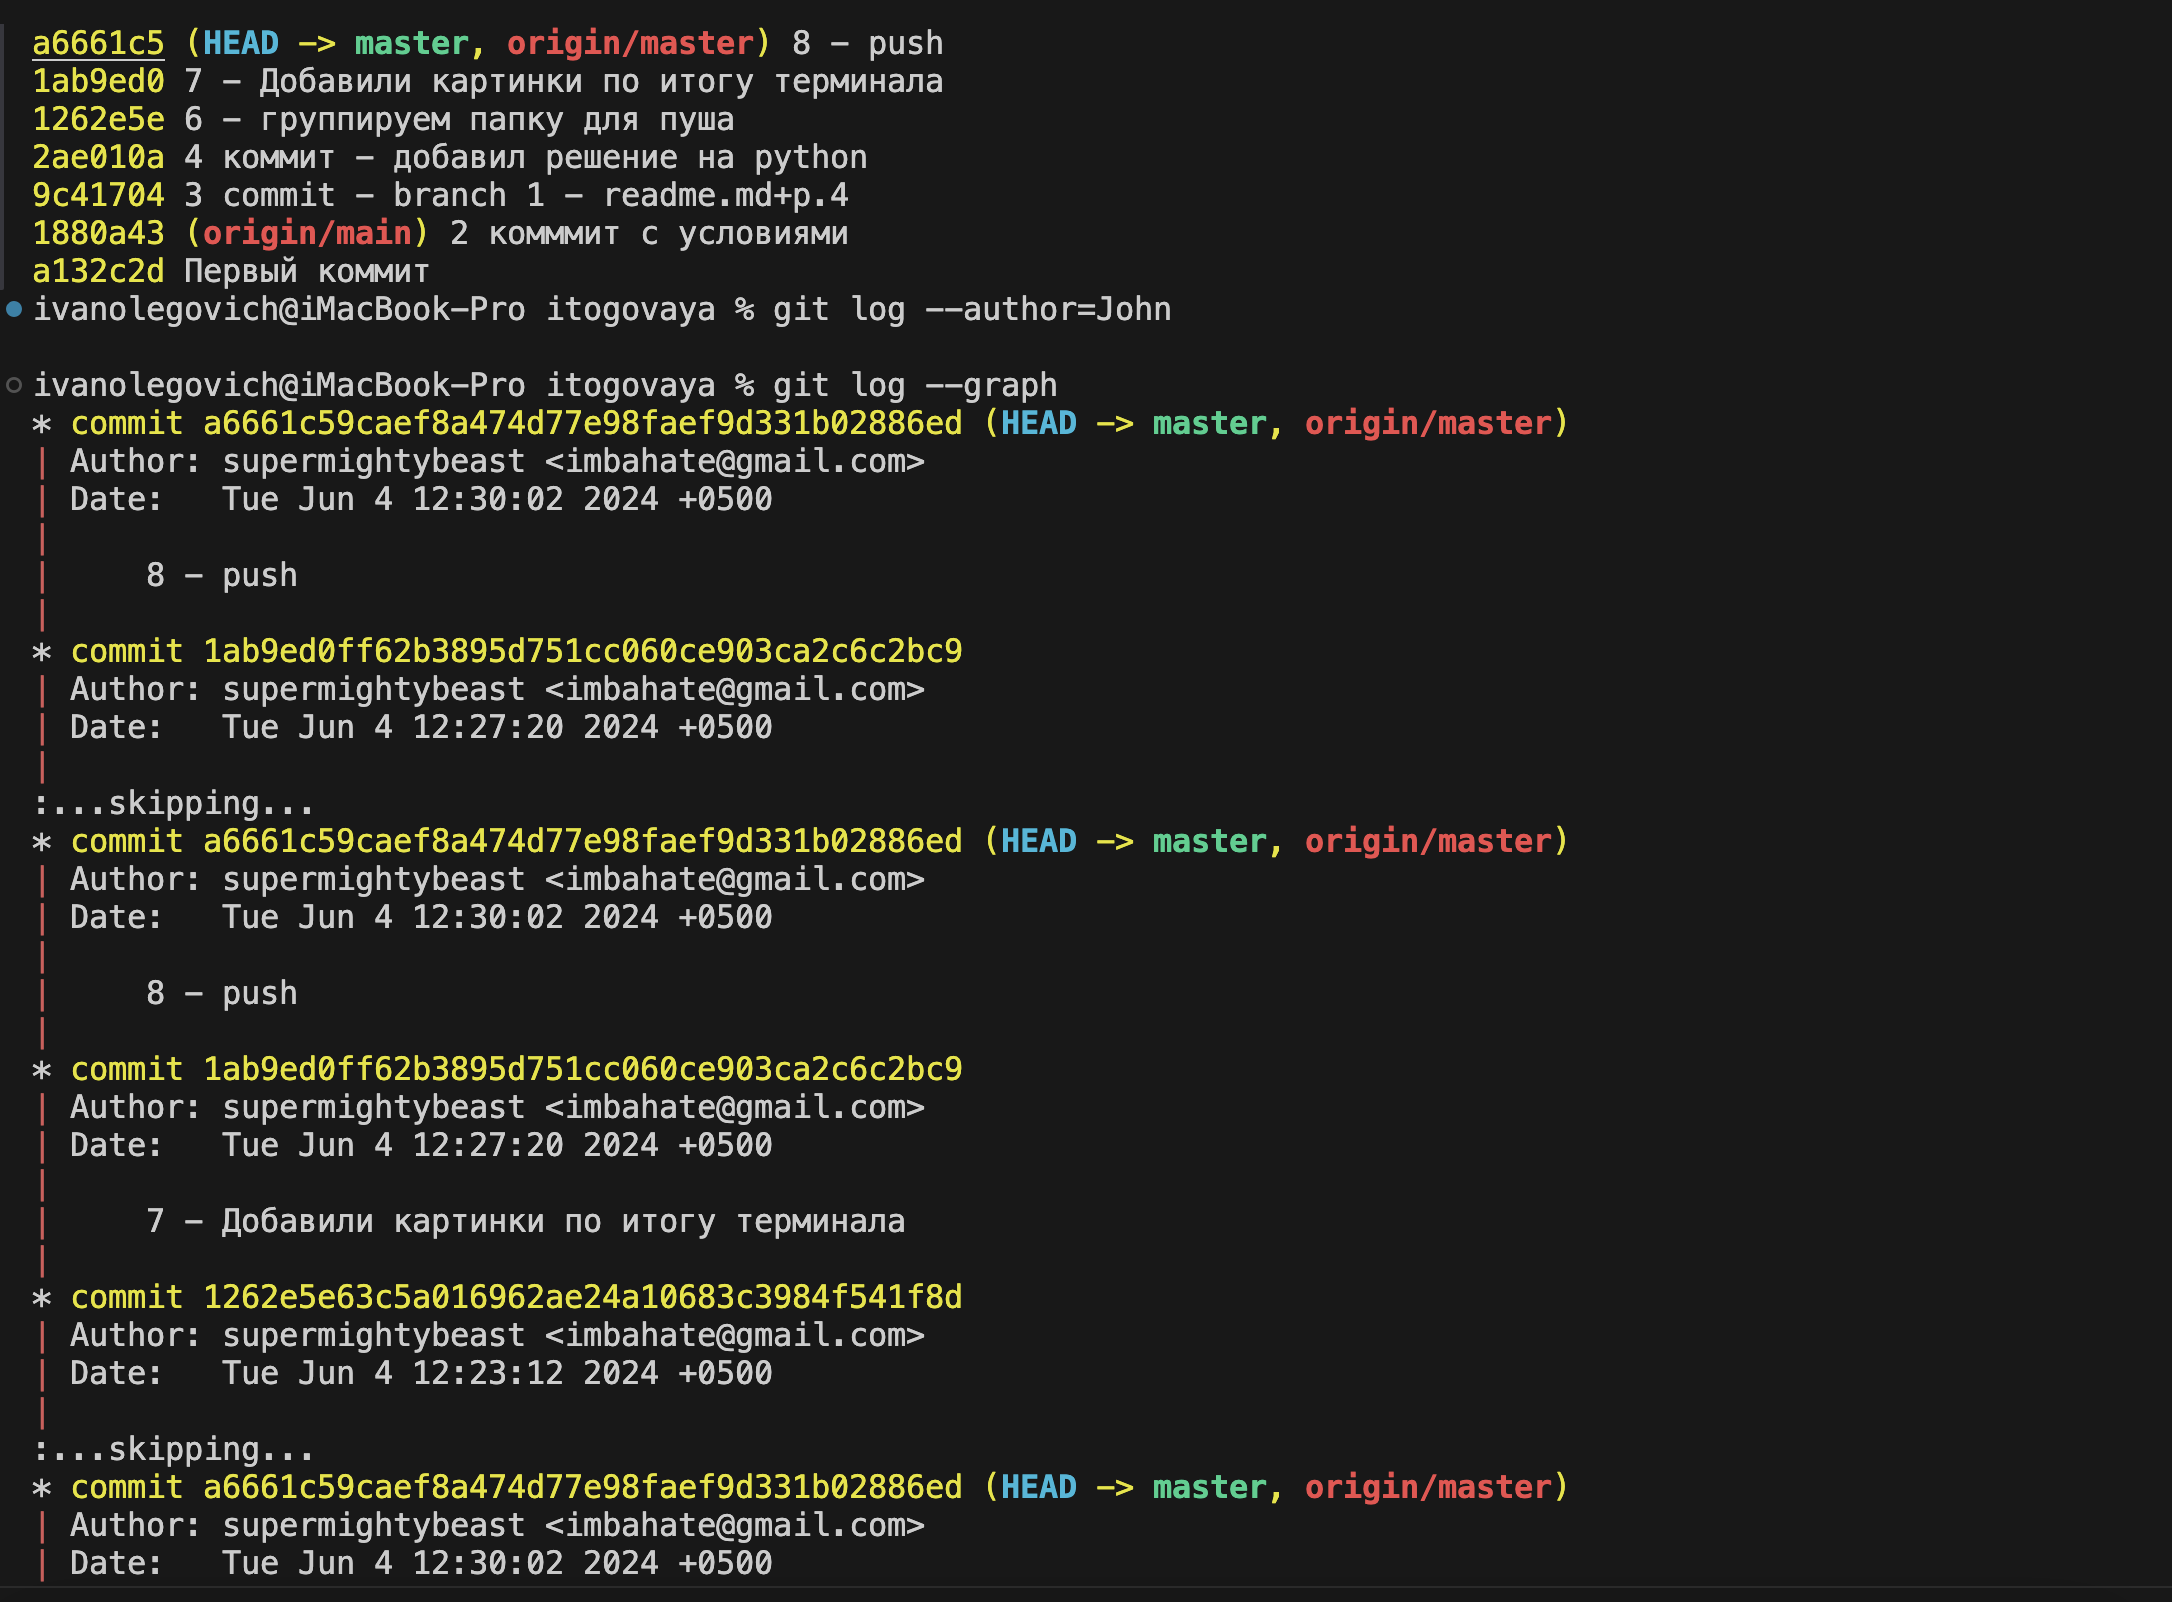 a6661c5 (HEAD -> master, origin/master) 8 - push
1ab9ed0 7 - Добавили картинки по итогу терминала
1262e5e 6 - группируем папку для пуша
2ae010a 4 коммит - добавил решение на python
9c41704 3 commit - branch 1 - readme.md+p.4
1880a43 (origin/main) 2 комммит с условиями
a132c2d Первый коммит
ivanolegovich@iMacBook-Pro itogovaya % git log --author=John
ivanolegovich@iMacBook-Pro itogovaya % git log --graph
* commit a6661c59caef8a474d77e98faef9d331b02886ed (HEAD -> master, origin/master)
| Author: supermightybeast <imbahate@gmail.com>
| Date:   Tue Jun 4 12:30:02 2024 +0500
|
|     8 - push
|
* commit 1ab9ed0ff62b3895d751cc060ce903ca2c6c2bc9
| Author: supermightybeast <imbahate@gmail.com>
| Date:   Tue Jun 4 12:27:20 2024 +0500
|
:...skipping...
* commit a6661c59caef8a474d77e98faef9d331b02886ed (HEAD -> master, origin/master)
| Author: supermightybeast <imbahate@gmail.com>
| Date:   Tue Jun 4 12:30:02 2024 +0500
|
|     8 - push
|
* commit 1ab9ed0ff62b3895d751cc060ce903ca2c6c2bc9
| Author: supermightybeast <imbahate@gmail.com>
| Date:   Tue Jun 4 12:27:20 2024 +0500
|
|     7 - Добавили картинки по итогу терминала
|
* commit 1262e5e63c5a016962ae24a10683c3984f541f8d
| Author: supermightybeast <imbahate@gmail.com>
| Date:   Tue Jun 4 12:23:12 2024 +0500
|
:...skipping...
* commit a6661c59caef8a474d77e98faef9d331b02886ed (HEAD -> master, origin/master)
| Author: supermightybeast <imbahate@gmail.com>
| Date:   Tue Jun 4 12:30:02 2024 +0500